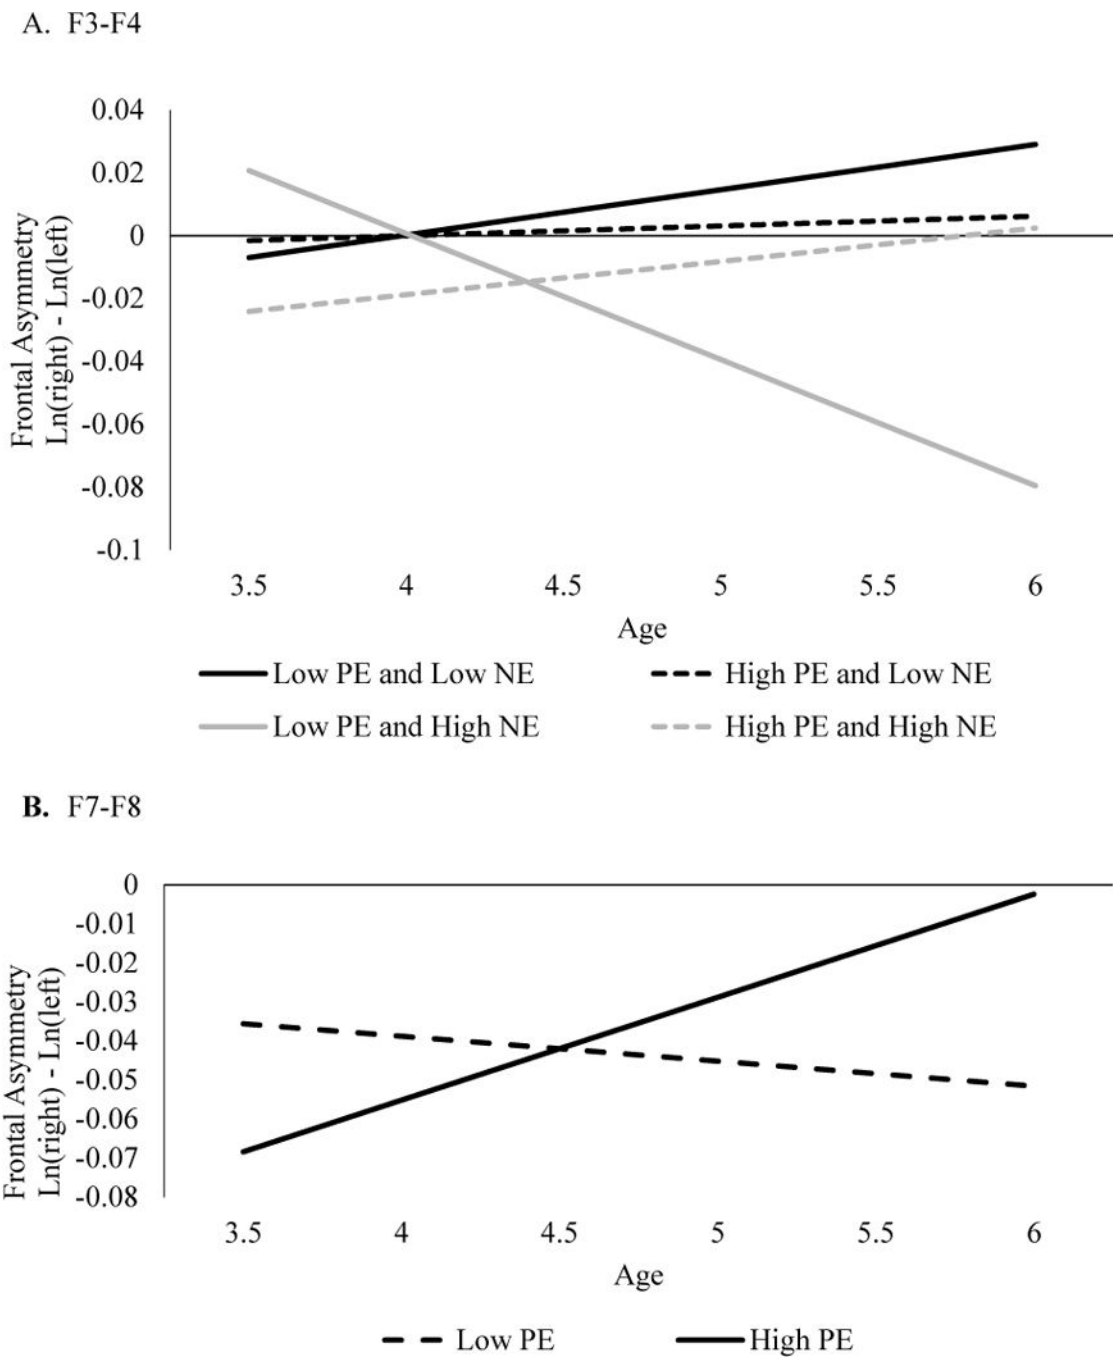 A. F3-F4
0.04
0.02
0
-0.02
-0.04
-0.06
-0.08
-0.1
Frontal Asymmetry
Ln(right) - Ln(left)
3.5 4 4.5 5 5.5 6
Age
Low PE and Low NE High PE and Low NE
Low PE and High NE High PE and High NE
B. F7-F8
0
-0.01
-0.02
-0.03
-0.04
-0.05
-0.06
-0.07
-0.08
Frontal Asymmetry
Ln(right) - Ln(left)
3.5 4 4.5 5 5.5 6
Age
Low PE High PE